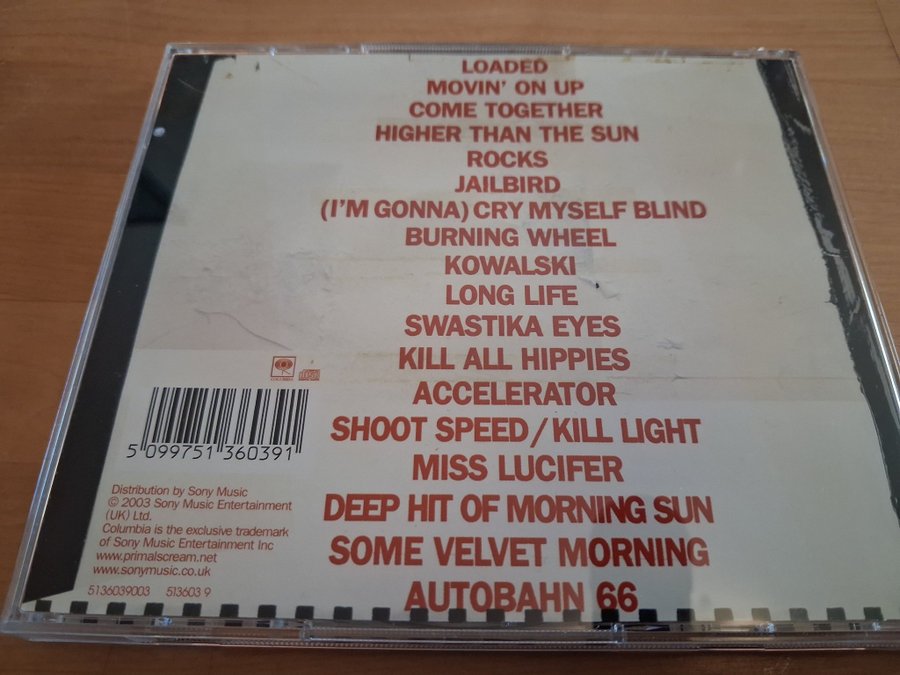 LOADED
MOVIN' ON UP
COME TOGETHER
HIGHER THAN THE SUN
ROCKS
JAILBIRD
(I'M GONNA) CRY MYSELF BLIND
BURNING WHEEL
KOWALSKI
LONG LIFE
SWASTIKA EYES
KILL ALL HIPPIES
ACCELERATOR
SHOOT SPEED/KILL LIGHT
MISS LUCIFER
DEEP HIT OF MORNING SUN
SOME VELVET MORNING
AUTOBAHN 66
COLUMBIA
5 099751 360391
Distribution by Sony Music
© 2003 Sony Music Entertainment
(UK) Ltd.
Columbia is the exclusive trademark
of Sony Music Entertainment Inc
www.primalscream.net
www.sonymusic.co.uk
5136039003 513603 9